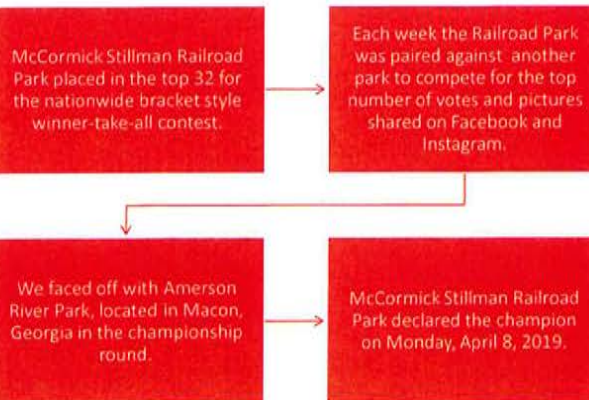 McCormick Stillman Railroad
Park placed in the top 32 for
the nationwide bracket style
winner-take-all contest.
Each week the Railroad Park
was paired against another
park to compete for the top
number of votes and pictures
shared on Facebook and
Instagram.
We faced off with Amerson
River Park, located in Macon,
Georgia in the championship
round.
McCormick Stillman Railroad
Park declared the champion
on Monday, April 8, 2019.